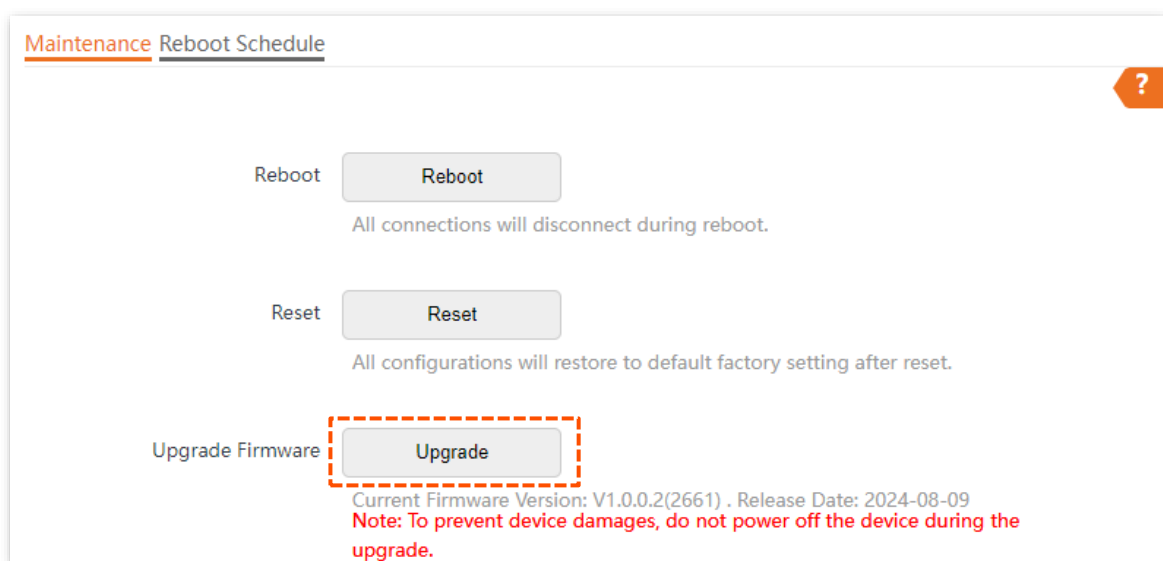 Maintenance Reboot Schedule
?
Reboot Reboot
All connections will disconnect during reboot.
Reset Reset
All configurations will restore to default factory setting after reset.
Upgrade Firmware Upgrade
Current Firmware Version: V1.0.0.2(2661) . Release Date: 2024-08-09
Note: To prevent device damages, do not power off the device during the
upgrade.